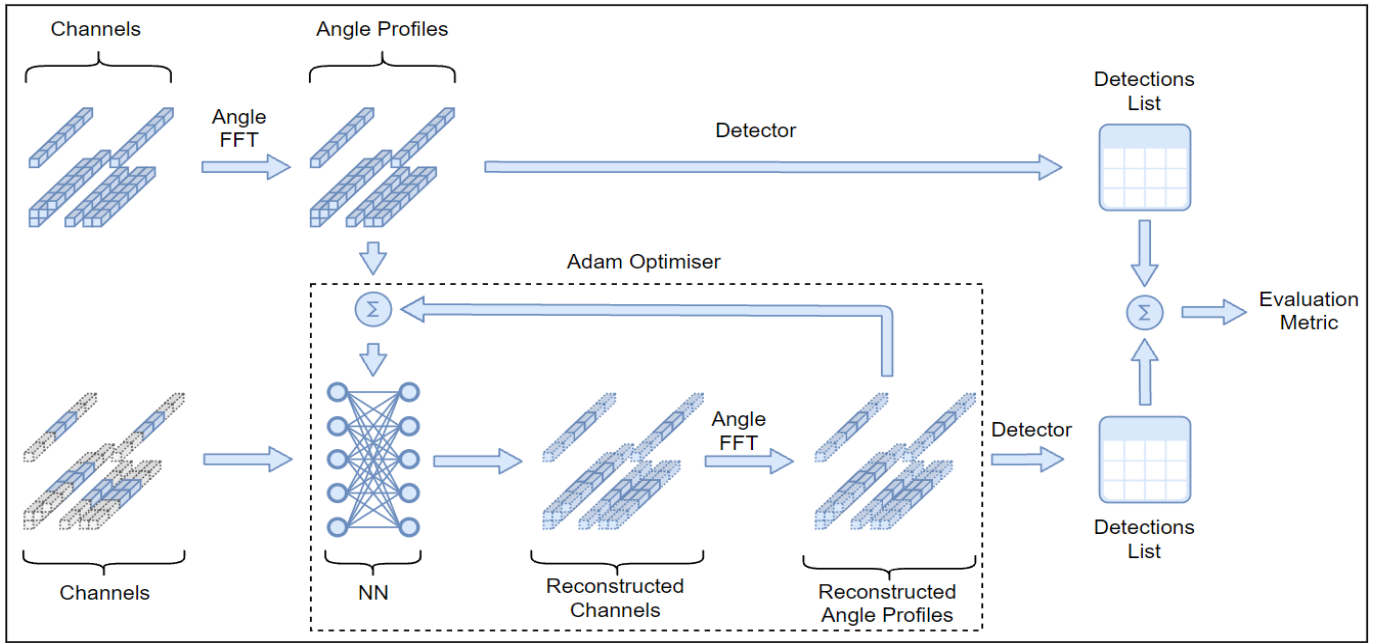 Channels
Angle Profiles
Angle
FFT
Detector
Detections
List
Adam Optimiser
Σ
Σ
Evaluation
Metric
Angle
FFT
Detector
Channels
NN
Reconstructed
Channels
Reconstructed
Angle Profiles
Detections
List